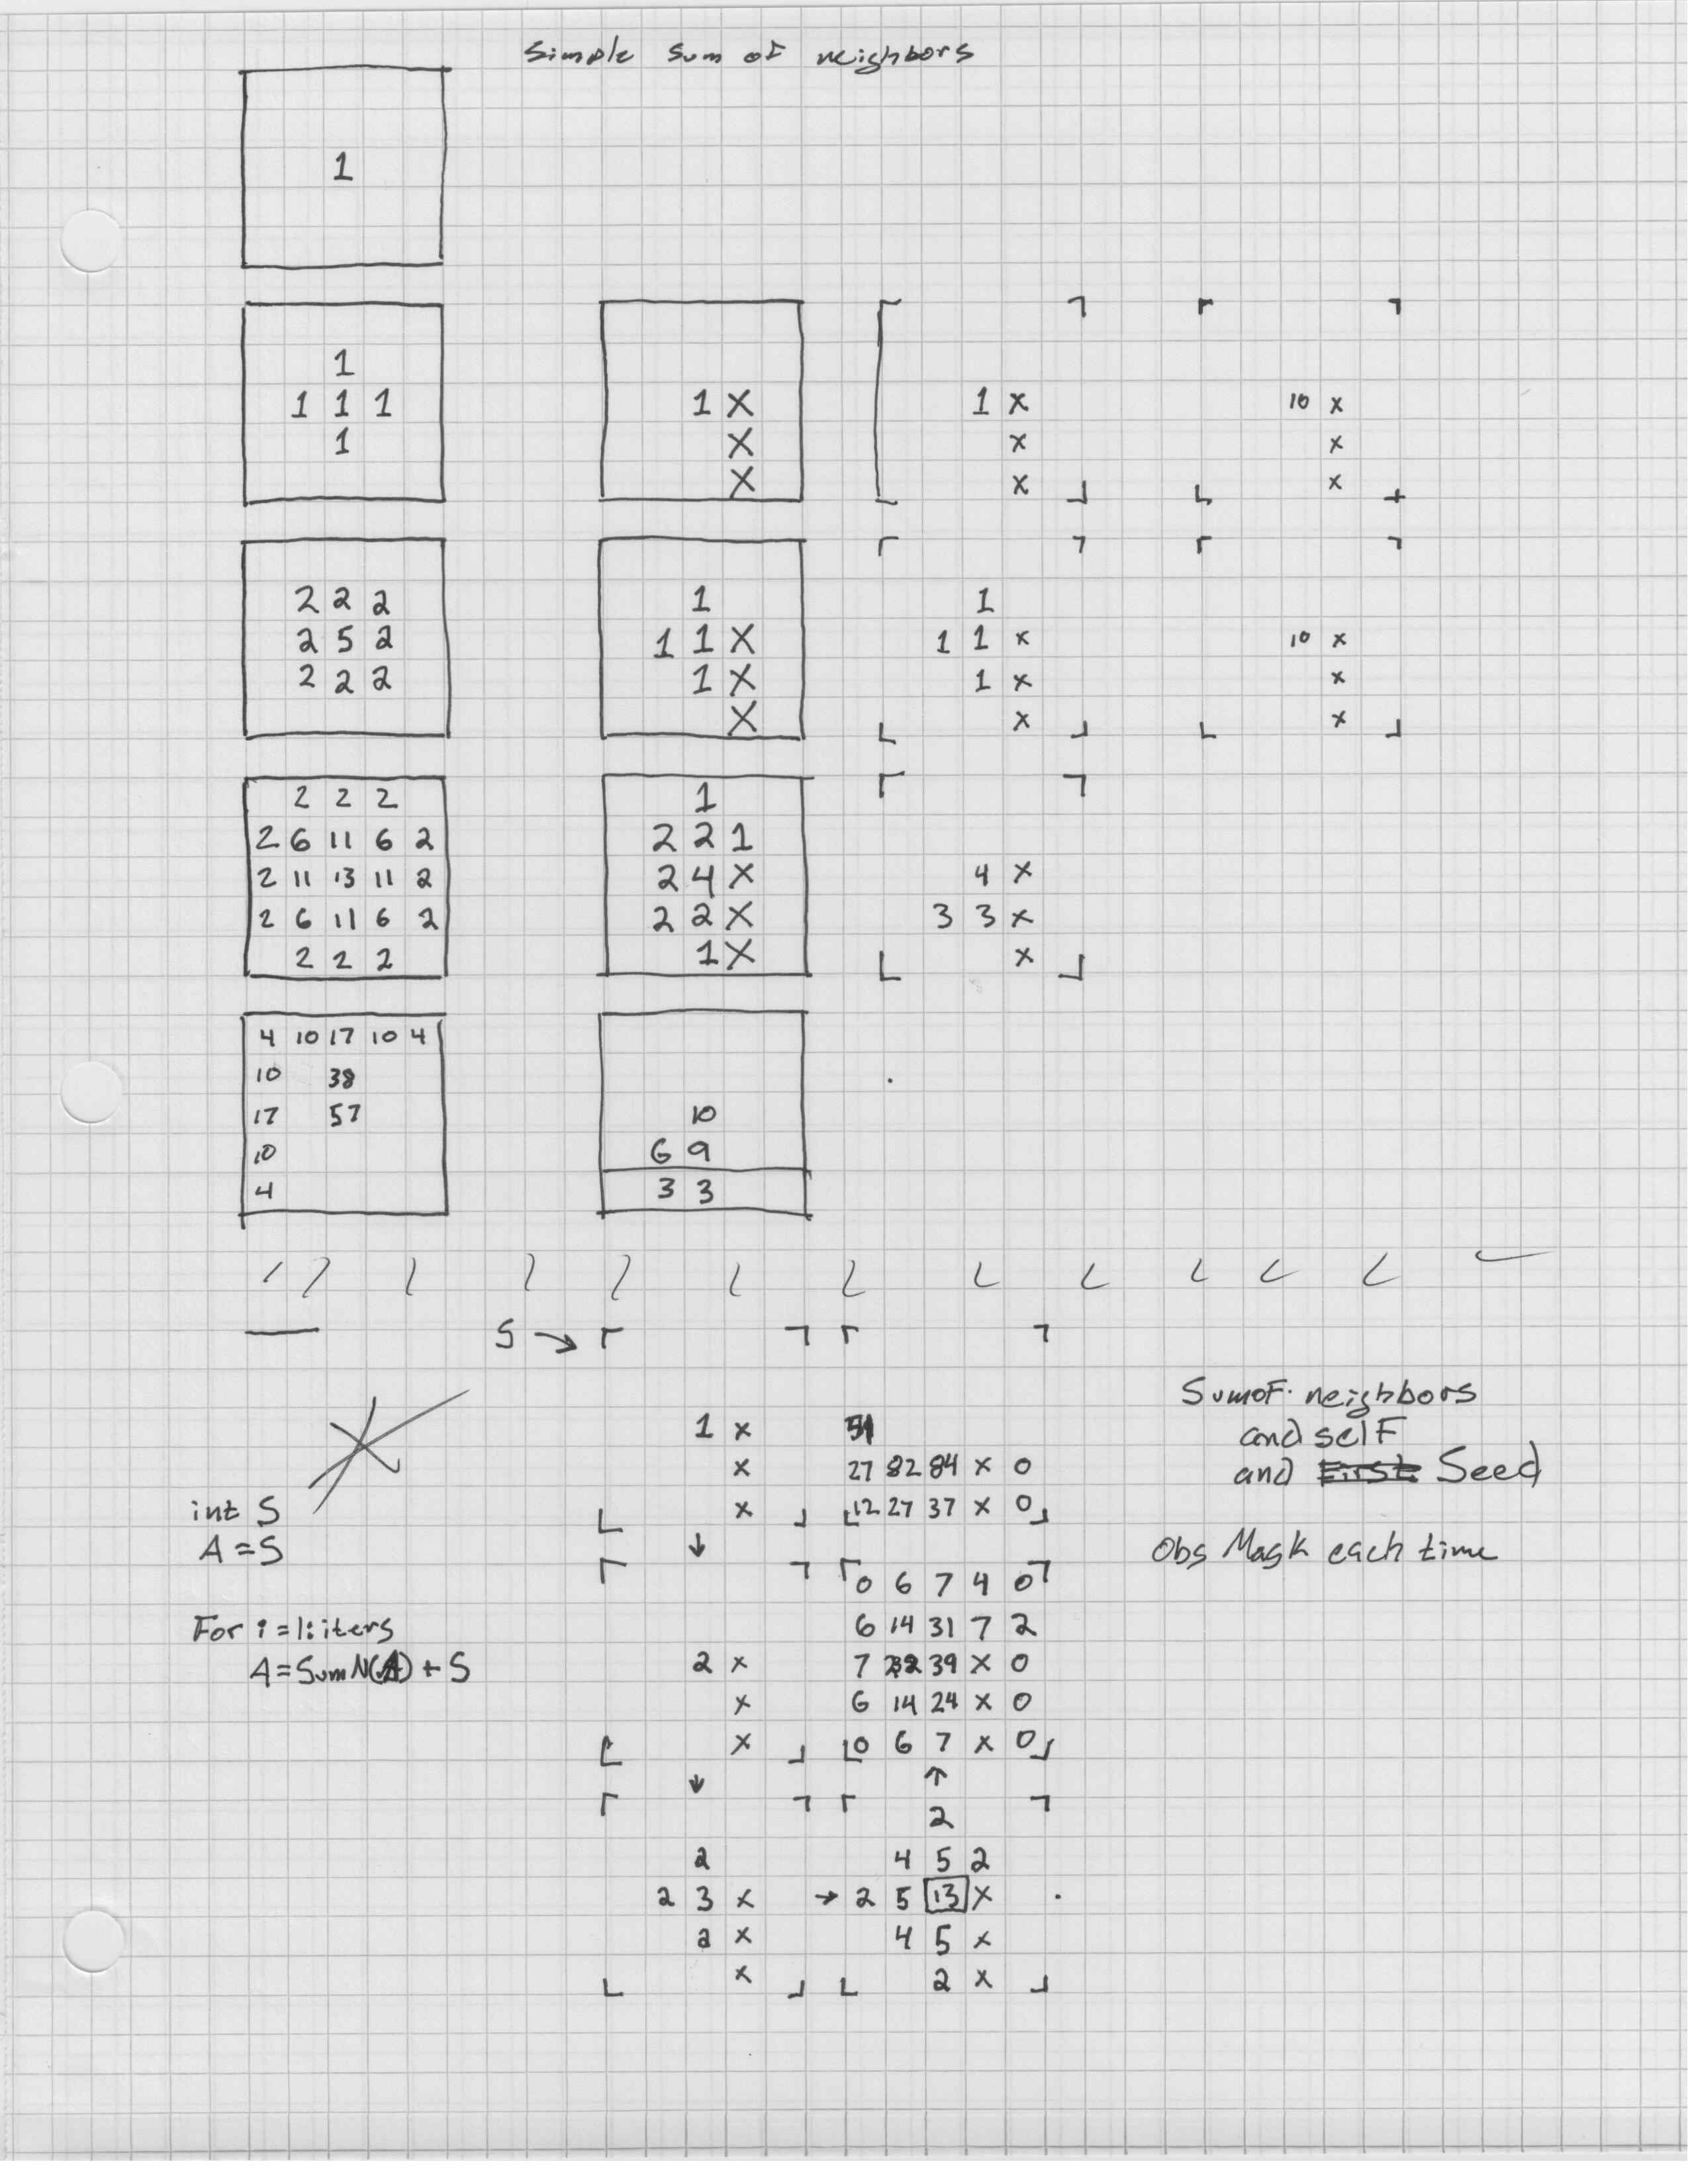 Simple Sum of neighbors
1
1
1 1 1
1
1 X
X
X
1 x
x
x
10 x
x
x
2 2 2
2 5 2
2 2 2
1
1 1 X
1 X
X
1
1 1 x
1 x
x
10 x
x
x
2 2 2
2 6 11 6 2
2 11 13 11 2
2 6 11 6 2
2 2 2
1
2 2 1
2 4 X
2 2 X
1 X
4 x
3 3 x
x
4 10 17 10 4
10 38
17 57
10
4
10
6 9
3 3
S →
1 x
x
x
27 82 84 x 0
12 27 37 x 0
↓
SumOF neighbors
and self
and Seed
Obs Mask each time
int S
A = S
For i = 1: iters
A = SumN(A) + S
2 x
x
x
↓
0 6 7 4 0
6 14 31 7 2
7 39 x 0
6 14 24 x 0
0 6 7 x 0
↑
2
2 3 x
2 x
x
2
4 5 2
→ 2 5 13 x
4 5 x
2 x